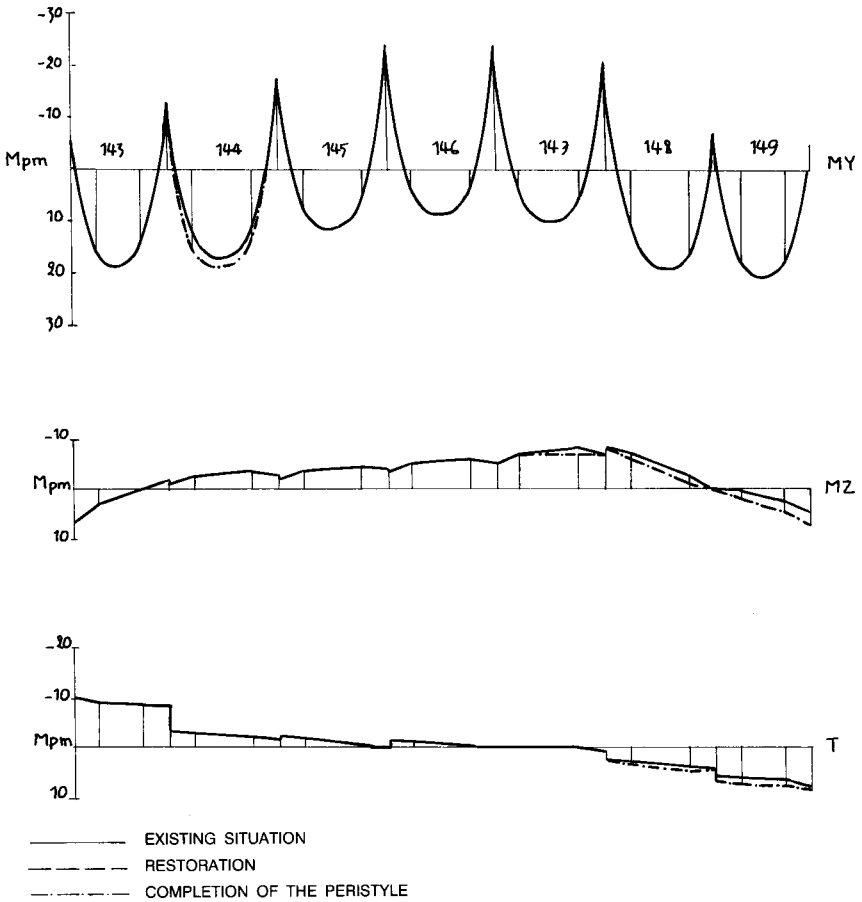 -30
-20
-10
143 144 145 146 147 148 149
Mpm MY
10
20
30
-10
Mpm MZ
10
-20
-10
Mpm T
10
EXISTING SITUATION
RESTORATION
COMPLETION OF THE PERISTYLE